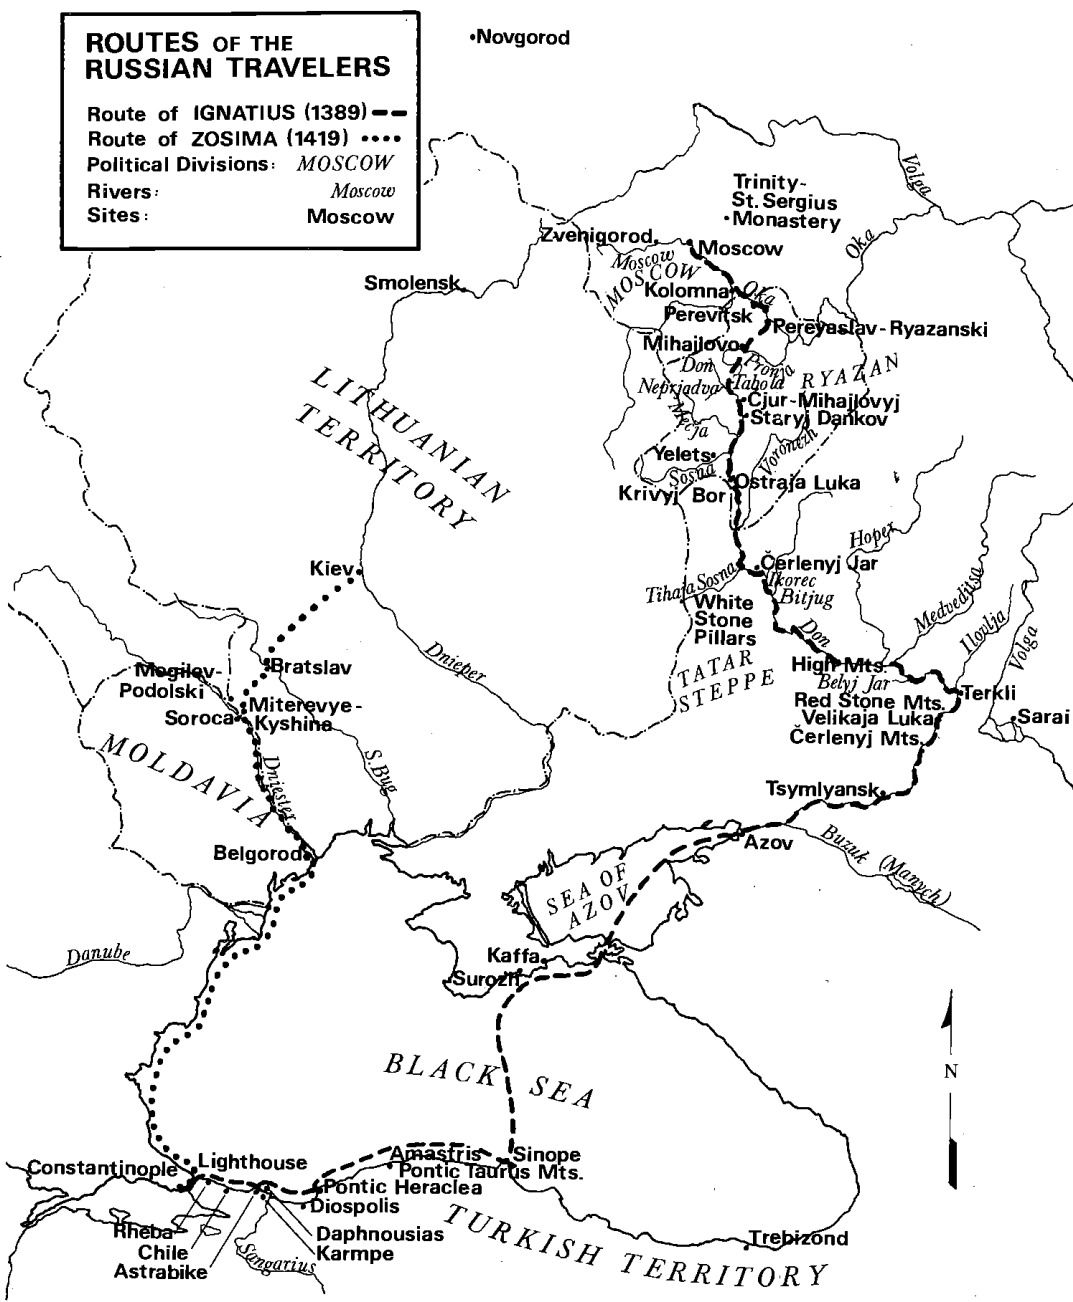 ROUTES OF THE
RUSSIAN TRAVELERS
Route of IGNATIUS (1389)
Route of ZOSIMA (1419)
Political Divisions: MOSCOW
Rivers: Moscow
Sites: Moscow
Novgorod
Volga
Trinity-
St. Sergius
Monastery
Oka
Zvenigorod
Moscow
Moscow
MOSCOW
Smolensk
Kolomna
Oka
Perevitsk
Pereyaslav-Ryazanski
Mihajlovo
Pronja
Don
RYAZAN
Neprjadva
Tabola
Čjur-Mihajlovyj
Mečja
Staryj Dankov
LITHUANIAN
TERRITORY
Yelets
Voronezh
Sosna
Krivyj Bor
Ostraja Luka
Hoper
Kiev
Čerlenyj Jar
Tihaja Sosna
Ikorec
Bitjug
Medveditsa
White
Stone
Pillars
Don
Ilovlja
Volga
Dnieper
Mogilev-
Podolski
Bratslav
TATAR
STEPPE
High Mts.
Belyj Jar
Terkli
Red Stone Mts.
Miterevye-
Kyshina
Soroca
Velikaja Luka
Sarai
Čerlenyj Mts.
MOLDAVIA
Dniester
S. Bug
Tsymlyansk
Belgorod
Azov
Buzuk (Manych)
SEA OF
AZOV
Danube
Kaffa
Surozh
BLACK SEA
N
Constantinople
Lighthouse
Amastris
Sinope
Pontic Taurus Mts.
Pontic Heraclea
Diospolis
Rheba
Chile
Astrabike
Daphnousias
Karmpe
Sangarius
TURKISH TERRITORY
Trebizond